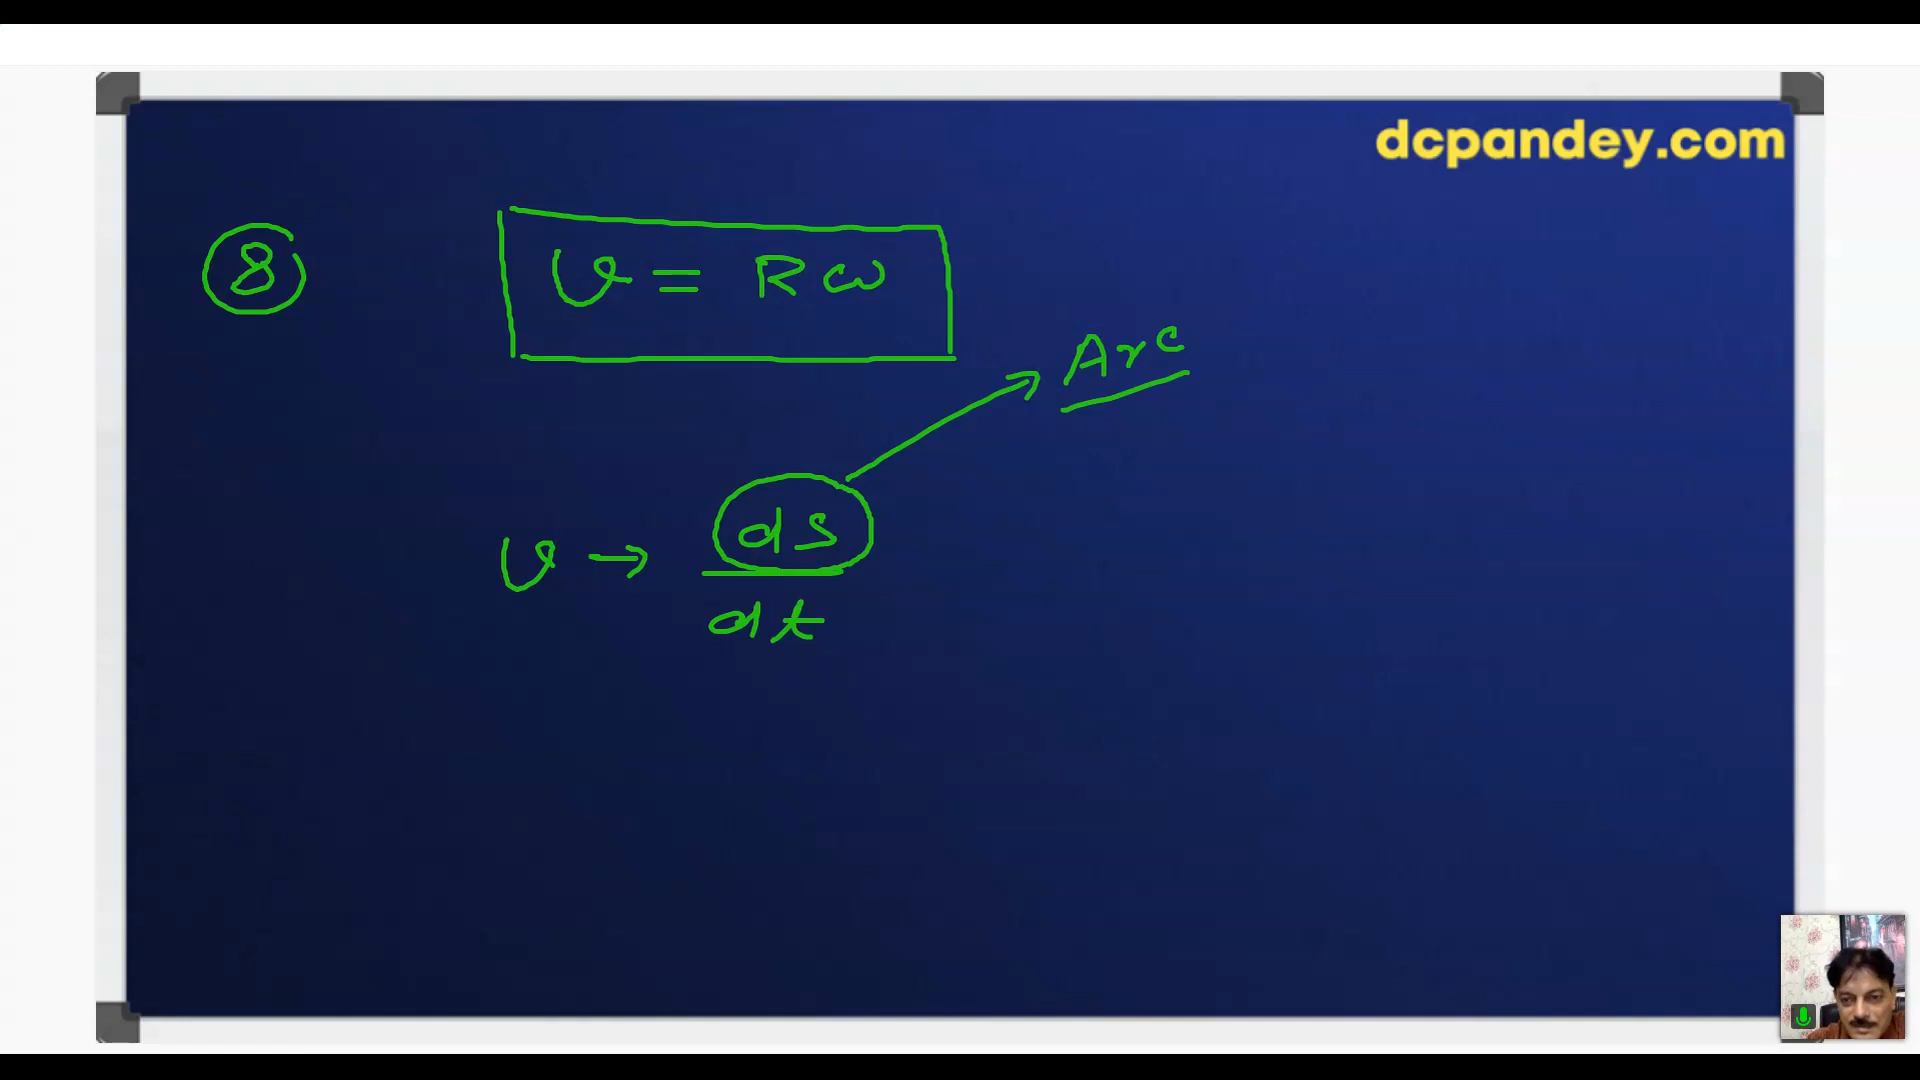 dcpandey.com
8
v = Rω
Arc
v → ds
dt